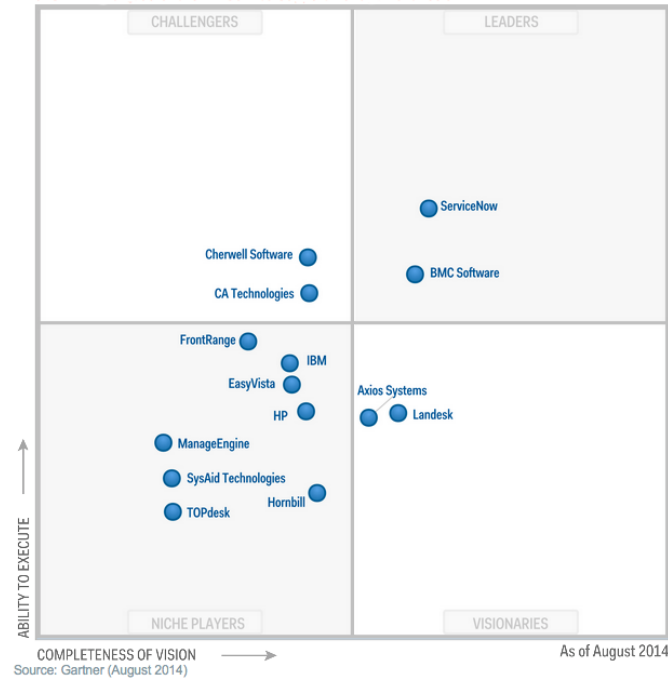 CHALLENGERS
LEADERS
ServiceNow
Cherwell Software
BMC Software
CA Technologies
FrontRange
IBM
EasyVista
Axios Systems
HP
Landesk
ManageEngine
SysAid Technologies
Hornbill
TOPdesk
ABILITY TO EXECUTE
NICHE PLAYERS
VISIONARIES
COMPLETENESS OF VISION
As of August 2014
Source: Gartner (August 2014)